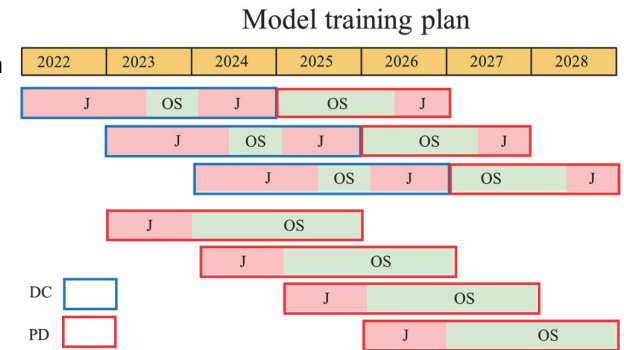 Model training plan
2022 2023 2024 2025 2026 2027 2028
J OS J OS J
J OS J OS J
J OS J OS J
J OS
J OS
DC J OS
PD J OS